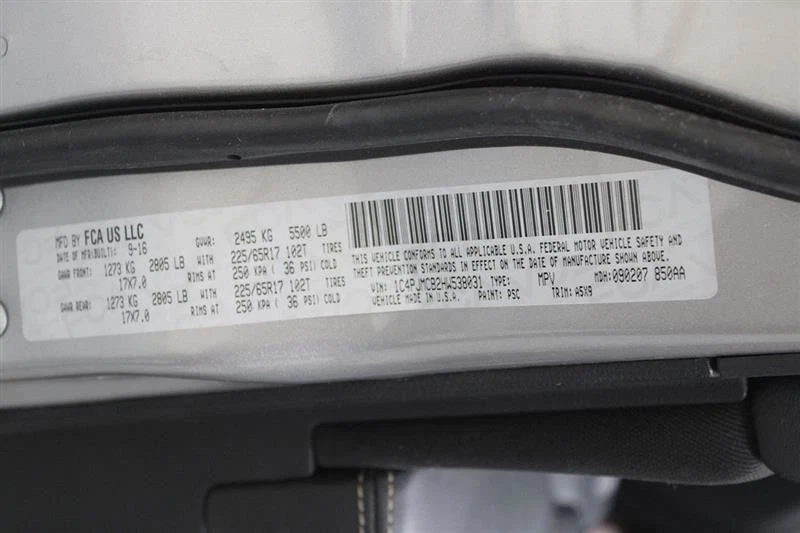 MFD BY FCA US LLC
DATE OF MFR(BUILT): 9-16 GVWR: 2495 KG 5500 LB
GAWR FRONT: 1273 KG 2805 LB WITH 225/65R17 102T TIRES
17X7.0 RIMS AT 250 KPA ( 36 PSI) COLD
GAWR REAR: 1273 KG 2805 LB WITH 225/65R17 102T TIRES
17X7.0 RIMS AT 250 KPA ( 36 PSI) COLD
THIS VEHICLE CONFORMS TO ALL APPLICABLE U.S.A. FEDERAL MOTOR VEHICLE SAFETY AND
THEFT PREVENTION STANDARDS IN EFFECT ON THE DATE OF MANUFACTURE SHOWN ABOVE.
VIN: 1C4PJMCB2HW538031 TYPE: MPV MDH: 090207 850AA
VEHICLE MADE IN U.S.A. PAINT: PSC TRIM: A5X9